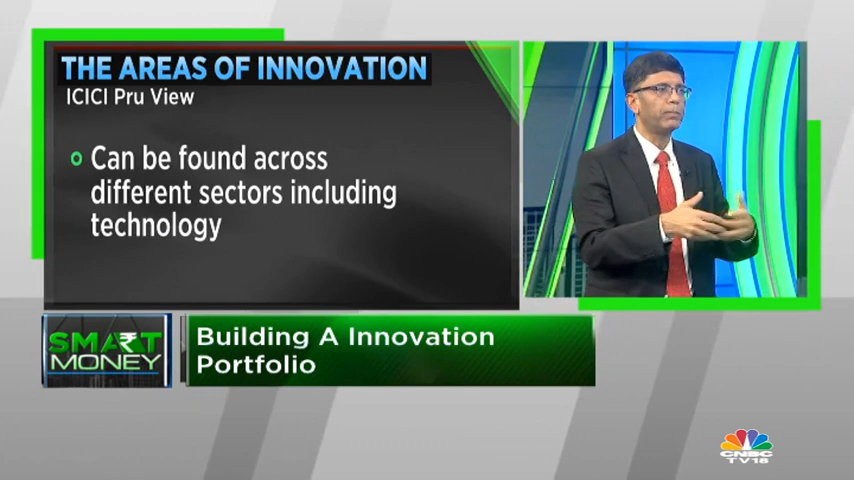 THE AREAS OF INNOVATION
ICICI Pru View
Can be found across
different sectors including
technology
SMA₹T
MONEY
Building A Innovation
Portfolio
CNBC
TV18